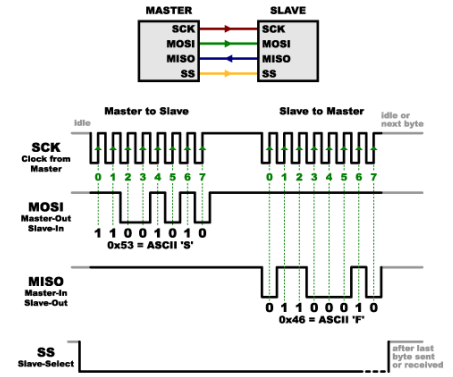 MASTER SLAVE
SCK SCK
MOSI MOSI
MISO MISO
SS SS
Master to Slave Slave to Master
idle
idle or
next byte
SCK
Clock from
Master
0 1 2 3 4 5 6 7 0 1 2 3 4 5 6 7
MOSI
Master-Out
Slave-In
1 1 0 0 1 0 1 0
0x53 = ASCII 'S'
MISO
Master-In
Slave-Out
0 1 1 0 0 0 1 0
0x46 = ASCII 'F'
SS
Slave-Select
after last
byte sent
or received